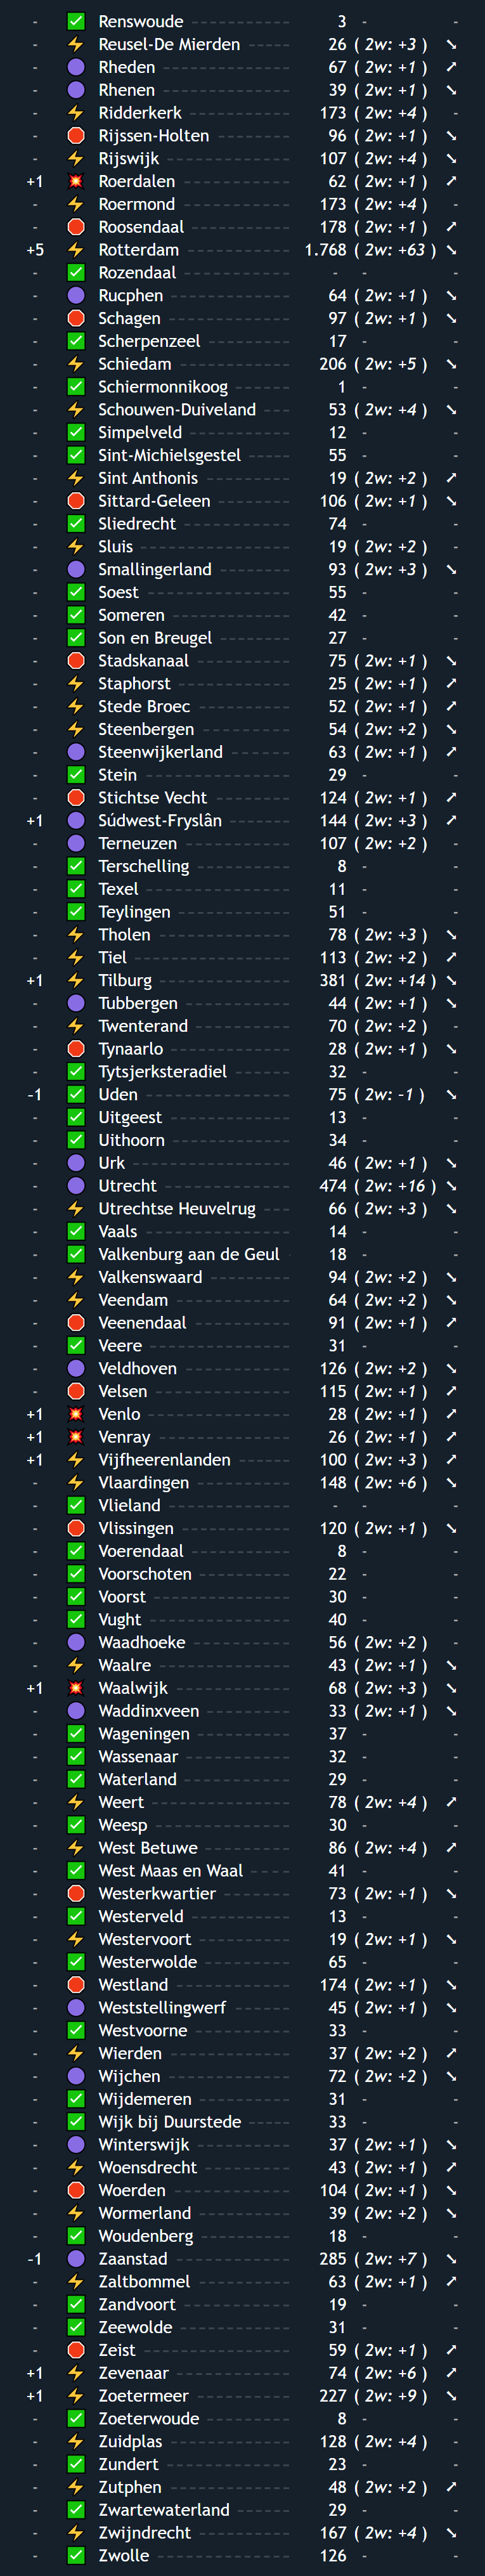 - ✅ Renswoude 3 - -
- ⚡ Reusel-De Mierden 26 ( 2w: +3 ) ➘
- 🟣 Rheden 67 ( 2w: +1 ) ➚
- 🟣 Rhenen 39 ( 2w: +1 ) ➘
- ⚡ Ridderkerk 173 ( 2w: +4 ) -
- 🛑 Rijssen-Holten 96 ( 2w: +1 ) ➘
- ⚡ Rijswijk 107 ( 2w: +4 ) ➘
+1 💥 Roerdalen 62 ( 2w: +1 ) ➚
- ⚡ Roermond 173 ( 2w: +4 ) -
- 🛑 Roosendaal 178 ( 2w: +1 ) ➚
+5 ⚡ Rotterdam 1.768 ( 2w: +63 ) ➘
- ✅ Rozendaal - - -
- 🟣 Rucphen 64 ( 2w: +1 ) ➘
- 🛑 Schagen 97 ( 2w: +1 ) ➘
- ✅ Scherpenzeel 17 - -
- ⚡ Schiedam 206 ( 2w: +5 ) ➘
- ✅ Schiermonnikoog 1 - -
- ⚡ Schouwen-Duiveland 53 ( 2w: +4 ) ➘
- ✅ Simpelveld 12 - -
- ✅ Sint-Michielsgestel 55 - -
- ⚡ Sint Anthonis 19 ( 2w: +2 ) ➚
- 🛑 Sittard-Geleen 106 ( 2w: +1 ) ➘
- ✅ Sliedrecht 74 - -
- ⚡ Sluis 19 ( 2w: +2 ) -
- 🟣 Smallingerland 93 ( 2w: +3 ) ➘
- ✅ Soest 55 - -
- ✅ Someren 42 - -
- ✅ Son en Breugel 27 - -
- 🛑 Stadskanaal 75 ( 2w: +1 ) ➘
- ⚡ Staphorst 25 ( 2w: +1 ) ➚
- ⚡ Stede Broec 52 ( 2w: +1 ) ➚
- ⚡ Steenbergen 54 ( 2w: +2 ) ➘
- 🟣 Steenwijkerland 63 ( 2w: +1 ) ➚
- ✅ Stein 29 - -
- 🛑 Stichtse Vecht 124 ( 2w: +1 ) ➚
+1 🟣 Súdwest-Fryslân 144 ( 2w: +3 ) ➚
- 🟣 Terneuzen 107 ( 2w: +2 ) -
- ✅ Terschelling 8 - -
- ✅ Texel 11 - -
- ✅ Teylingen 51 - -
- ⚡ Tholen 78 ( 2w: +3 ) ➘
- ⚡ Tiel 113 ( 2w: +2 ) ➚
+1 ⚡ Tilburg 381 ( 2w: +14 ) ➘
- 🟣 Tubbergen 44 ( 2w: +1 ) ➘
- ⚡ Twenterand 70 ( 2w: +2 ) -
- 🛑 Tynaarlo 28 ( 2w: +1 ) ➘
- ✅ Tytsjerksteradiel 32 - -
-1 ✅ Uden 75 ( 2w: -1 ) ➘
- ✅ Uitgeest 13 - -
- ✅ Uithoorn 34 - -
- 🟣 Urk 46 ( 2w: +1 ) ➘
- 🟣 Utrecht 474 ( 2w: +16 ) ➘
- ⚡ Utrechtse Heuvelrug 66 ( 2w: +3 ) ➘
- ✅ Vaals 14 - -
- ✅ Valkenburg aan de Geul 18 - -
- ⚡ Valkenswaard 94 ( 2w: +2 ) ➘
- ⚡ Veendam 64 ( 2w: +2 ) ➘
- 🛑 Veenendaal 91 ( 2w: +1 ) ➚
- ✅ Veere 31 - -
- 🟣 Veldhoven 126 ( 2w: +2 ) ➘
- 🛑 Velsen 115 ( 2w: +1 ) ➚
+1 💥 Venlo 28 ( 2w: +1 ) ➚
+1 💥 Venray 26 ( 2w: +1 ) ➚
+1 ⚡ Vijfheerenlanden 100 ( 2w: +3 ) ➚
- ⚡ Vlaardingen 148 ( 2w: +6 ) ➘
- ✅ Vlieland - - -
- 🛑 Vlissingen 120 ( 2w: +1 ) ➘
- ✅ Voerendaal 8 - -
- ✅ Voorschoten 22 - -
- ✅ Voorst 30 - -
- ✅ Vught 40 - -
- 🟣 Waadhoeke 56 ( 2w: +2 ) -
- ⚡ Waalre 43 ( 2w: +1 ) ➘
+1 💥 Waalwijk 68 ( 2w: +3 ) ➘
- 🟣 Waddinxveen 33 ( 2w: +1 ) ➘
- ✅ Wageningen 37 - -
- ✅ Wassenaar 32 - -
- ✅ Waterland 29 - -
- ⚡ Weert 78 ( 2w: +4 ) ➚
- ✅ Weesp 30 - -
- ⚡ West Betuwe 86 ( 2w: +4 ) ➚
- ✅ West Maas en Waal 41 - -
- 🛑 Westerkwartier 73 ( 2w: +1 ) ➘
- ✅ Westerveld 13 - -
- ⚡ Westervoort 19 ( 2w: +1 ) ➘
- ✅ Westerwolde 65 - -
- 🛑 Westland 174 ( 2w: +1 ) ➘
- 🟣 Weststellingwerf 45 ( 2w: +1 ) ➘
- ✅ Westvoorne 33 - -
- ⚡ Wierden 37 ( 2w: +2 ) ➚
- 🟣 Wijchen 72 ( 2w: +2 ) ➘
- ✅ Wijdemeren 31 - -
- ✅ Wijk bij Duurstede 33 - -
- 🟣 Winterswijk 37 ( 2w: +1 ) ➘
- ⚡ Woensdrecht 43 ( 2w: +1 ) ➚
- 🛑 Woerden 104 ( 2w: +1 ) ➘
- ⚡ Wormerland 39 ( 2w: +2 ) ➘
- ✅ Woudenberg 18 - -
-1 🟣 Zaanstad 285 ( 2w: +7 ) ➘
- ⚡ Zaltbommel 63 ( 2w: +1 ) ➚
- ✅ Zandvoort 19 - -
- ✅ Zeewolde 31 - -
- 🛑 Zeist 59 ( 2w: +1 ) ➚
+1 ⚡ Zevenaar 74 ( 2w: +6 ) ➚
+1 ⚡ Zoetermeer 227 ( 2w: +9 ) ➘
- ✅ Zoeterwoude 8 - -
- ⚡ Zuidplas 128 ( 2w: +4 ) -
- ✅ Zundert 23 - -
- ⚡ Zutphen 48 ( 2w: +2 ) ➚
- ✅ Zwartewaterland 29 - -
- ⚡ Zwijndrecht 167 ( 2w: +4 ) ➘
- ✅ Zwolle 126 - -